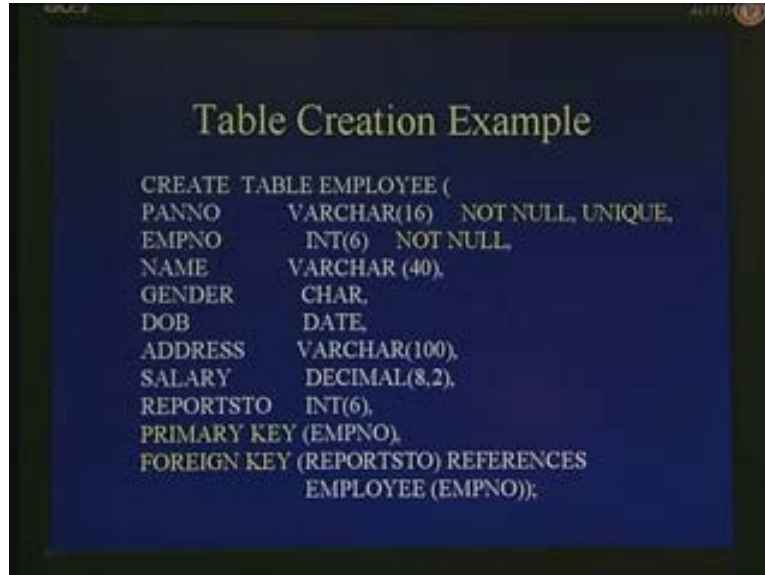 acer
Table Creation Example
CREATE TABLE EMPLOYEE (
PANNO VARCHAR(16) NOT NULL, UNIQUE,
EMPNO INT(6) NOT NULL,
NAME VARCHAR (40),
GENDER CHAR,
DOB DATE,
ADDRESS VARCHAR(100),
SALARY DECIMAL(8,2),
REPORTSTO INT(6),
PRIMARY KEY (EMPNO),
FOREIGN KEY (REPORTSTO) REFERENCES
EMPLOYEE (EMPNO));